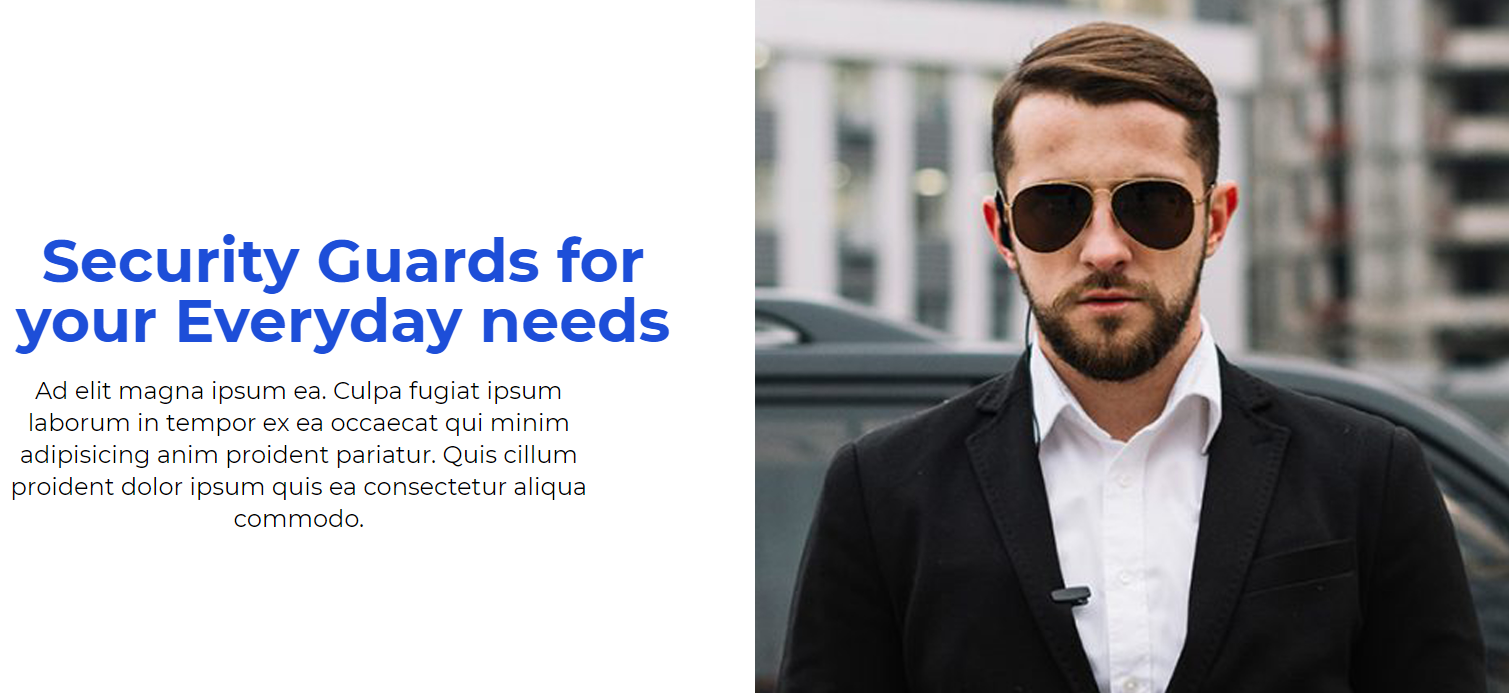 Security Guards for
your Everyday needs
Ad elit magna ipsum ea. Culpa fugiat ipsum
laborum in tempor ex ea occaecat qui minim
adipisicing anim proident pariatur. Quis cillum
proident dolor ipsum quis ea consectetur aliqua
commodo.